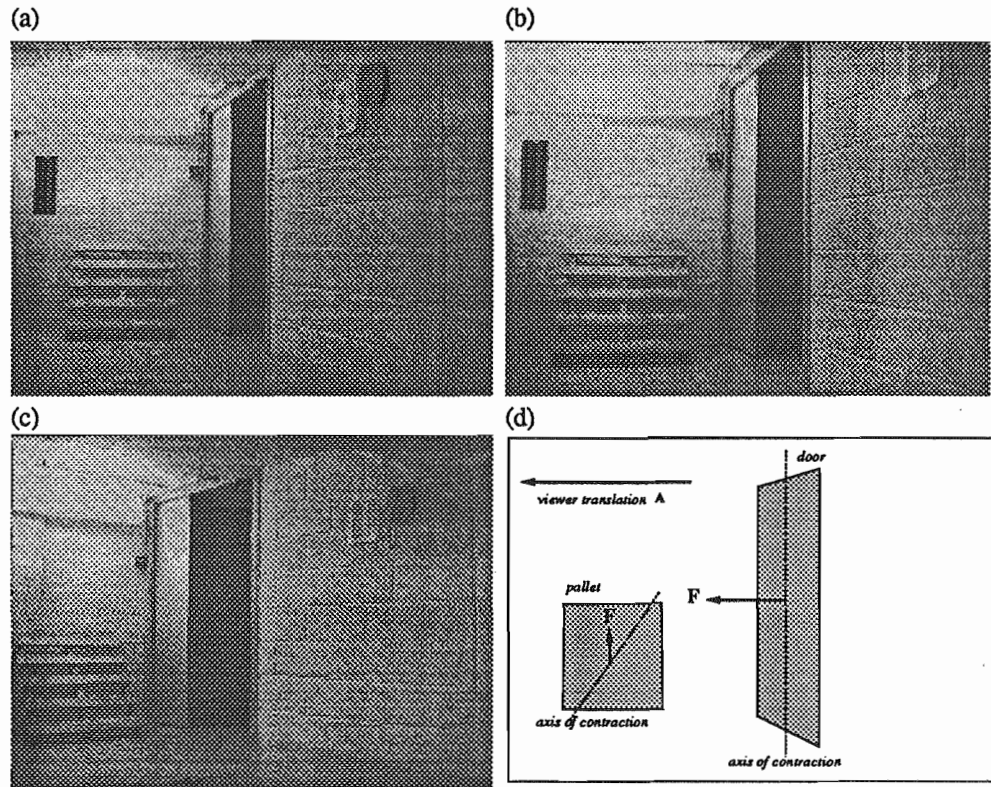 (a)
(b)
(c)
(d)
door
viewer translation A
pallet
F
F
axis of contraction
axis of contraction